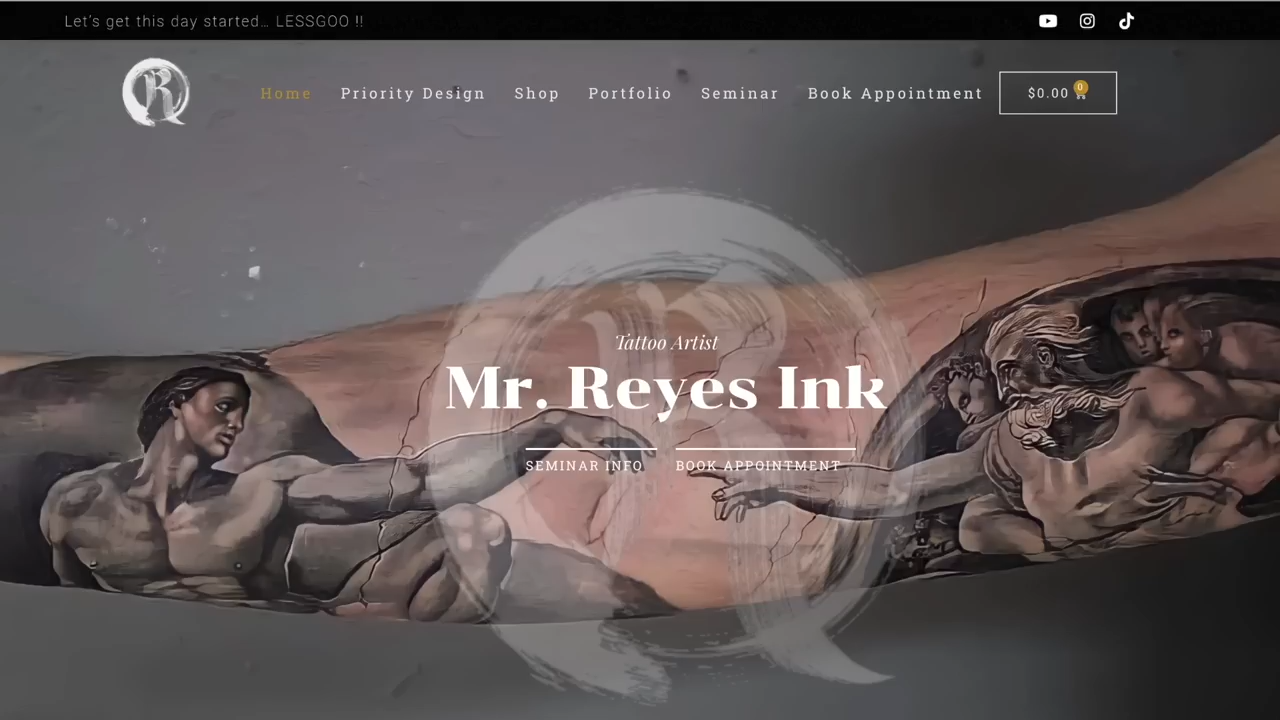 Let's get this day started… LESSGOO !!
Home Priority Design Shop Portfolio Seminar Book Appointment $0.00 0
R
Tattoo Artist
Mr. Reyes Ink
SEMINAR INFO BOOK APPOINTMENT